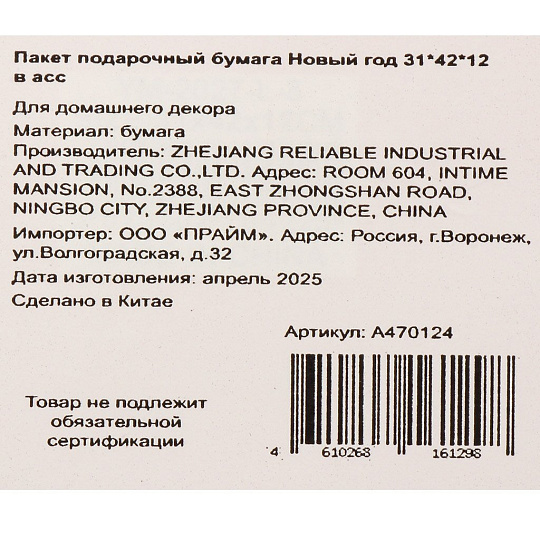 Пакет подарочный бумага Новый год 31*42*12
в асс
Для домашнего декора
Материал: бумага
Производитель: ZHEJIANG RELIABLE INDUSTRIAL
AND TRADING CO.,LTD. Адрес: ROOM 604, INTIME
MANSION, No.2388, EAST ZHONGSHAN ROAD,
NINGBO CITY, ZHEJIANG PROVINCE, CHINA
Импортер: ООО «ПРАЙМ». Адрес: Россия, г.Воронеж,
ул.Волгоградская, д.32
Дата изготовления: апрель 2025
Сделано в Китае
Артикул: А470124
Товар не подлежит
обязательной
сертификации
4 610268 161298